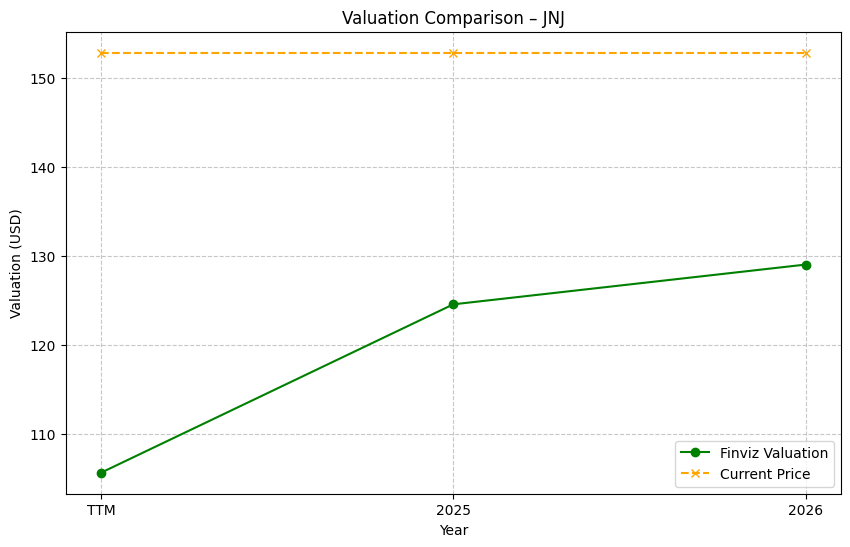 Valuation Comparison – JNJ
Valuation (USD)
150
140
130
120
110
TTM
2025
2026
Year
Finviz Valuation
Current Price